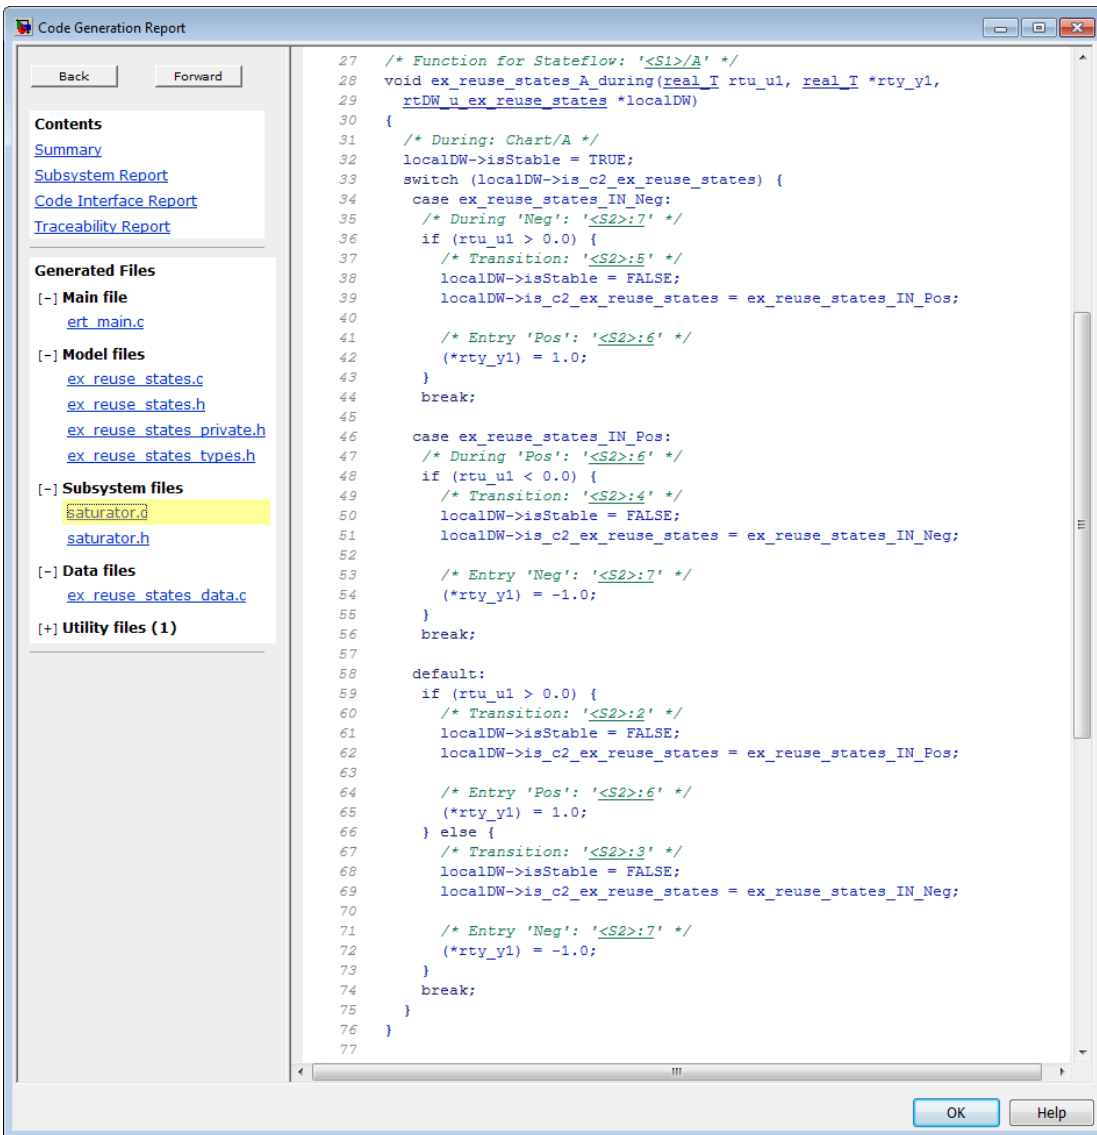 Code Generation Report
Back Forward
Contents
Summary
Subsystem Report
Code Interface Report
Traceability Report
Generated Files
[-] Main file
ert_main.c
[-] Model files
ex_reuse_states.c
ex_reuse_states.h
ex_reuse_states_private.h
ex_reuse_states_types.h
[-] Subsystem files
saturator.c
saturator.h
[-] Data files
ex_reuse_states_data.c
[+] Utility files (1)
27 /* Function for Stateflow: '<S1>/A' */
28 void ex_reuse_states_A_during(real_T rtu_u1, real_T *rty_y1,
29 rtDW_u_ex_reuse_states *localDW)
30 {
31 /* During: Chart/A */
32 localDW->isStable = TRUE;
33 switch (localDW->is_c2_ex_reuse_states) {
34 case ex_reuse_states_IN_Neg:
35 /* During 'Neg': '<S2>:7' */
36 if (rtu_u1 > 0.0) {
37 /* Transition: '<S2>:5' */
38 localDW->isStable = FALSE;
39 localDW->is_c2_ex_reuse_states = ex_reuse_states_IN_Pos;
40
41 /* Entry 'Pos': '<S2>:6' */
42 (*rty_y1) = 1.0;
43 }
44 break;
45
46 case ex_reuse_states_IN_Pos:
47 /* During 'Pos': '<S2>:6' */
48 if (rtu_u1 < 0.0) {
49 /* Transition: '<S2>:4' */
50 localDW->isStable = FALSE;
51 localDW->is_c2_ex_reuse_states = ex_reuse_states_IN_Neg;
52
53 /* Entry 'Neg': '<S2>:7' */
54 (*rty_y1) = -1.0;
55 }
56 break;
57
58 default:
59 if (rtu_u1 > 0.0) {
60 /* Transition: '<S2>:2' */
61 localDW->isStable = FALSE;
62 localDW->is_c2_ex_reuse_states = ex_reuse_states_IN_Pos;
63
64 /* Entry 'Pos': '<S2>:6' */
65 (*rty_y1) = 1.0;
66 } else {
67 /* Transition: '<S2>:3' */
68 localDW->isStable = FALSE;
69 localDW->is_c2_ex_reuse_states = ex_reuse_states_IN_Neg;
70
71 /* Entry 'Neg': '<S2>:7' */
72 (*rty_y1) = -1.0;
73 }
74 break;
75 }
76 }
77
OK Help